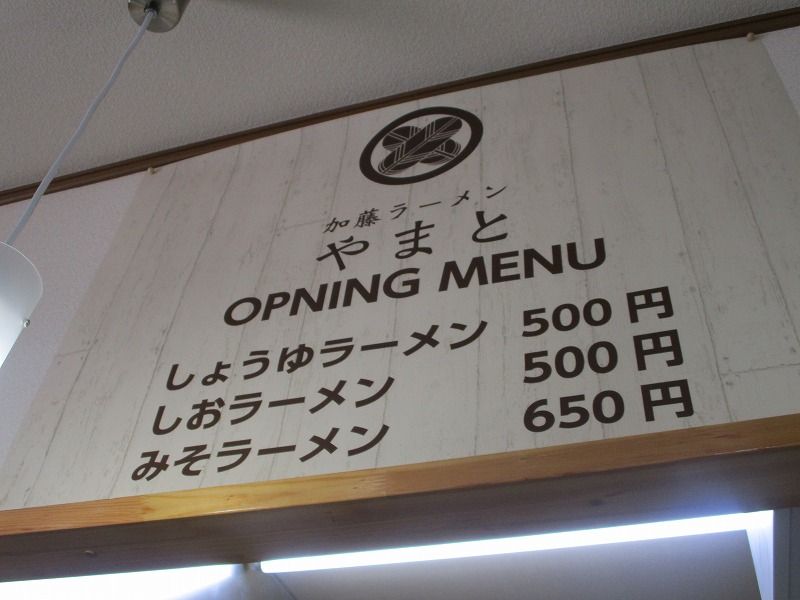 加藤ラーメン
やまと
OPNING MENU
しょうゆラーメン 500円
しおラーメン 500円
みそラーメン 650円